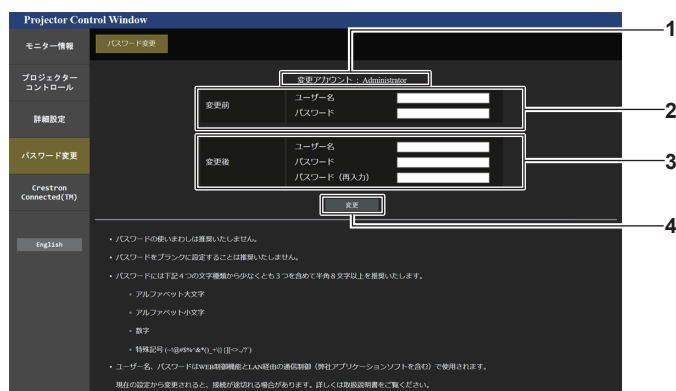 Projector Control Window
1
モニター情報
パスワード変更
プロジェクター
コントロール
変更アカウント : Administrator
変更前
ユーザー名
パスワード
2
詳細設定
パスワード変更
変更後
ユーザー名
パスワード
パスワード (再入力)
3
Crestron
Connected(TM)
変更
4
English
• パスワードの使いまわしは推奨いたしません。
• パスワードをブランクに設定することは推奨いたしません。
• パスワードには下記４つの文字種類から少なくとも３つを含めて半角８文字以上を推奨いたします。
◦ アルファベット大文字
◦ アルファベット小文字
◦ 数字
◦ 特殊記号
• ユーザー名、パスワードはWEB制御機能とLAN経由の通信制御（弊社アプリケーションソフトを含む）で使用されます。
現在の設定から変更されると、接続が途切れる場合があります。詳しくは取扱説明書をご覧ください。